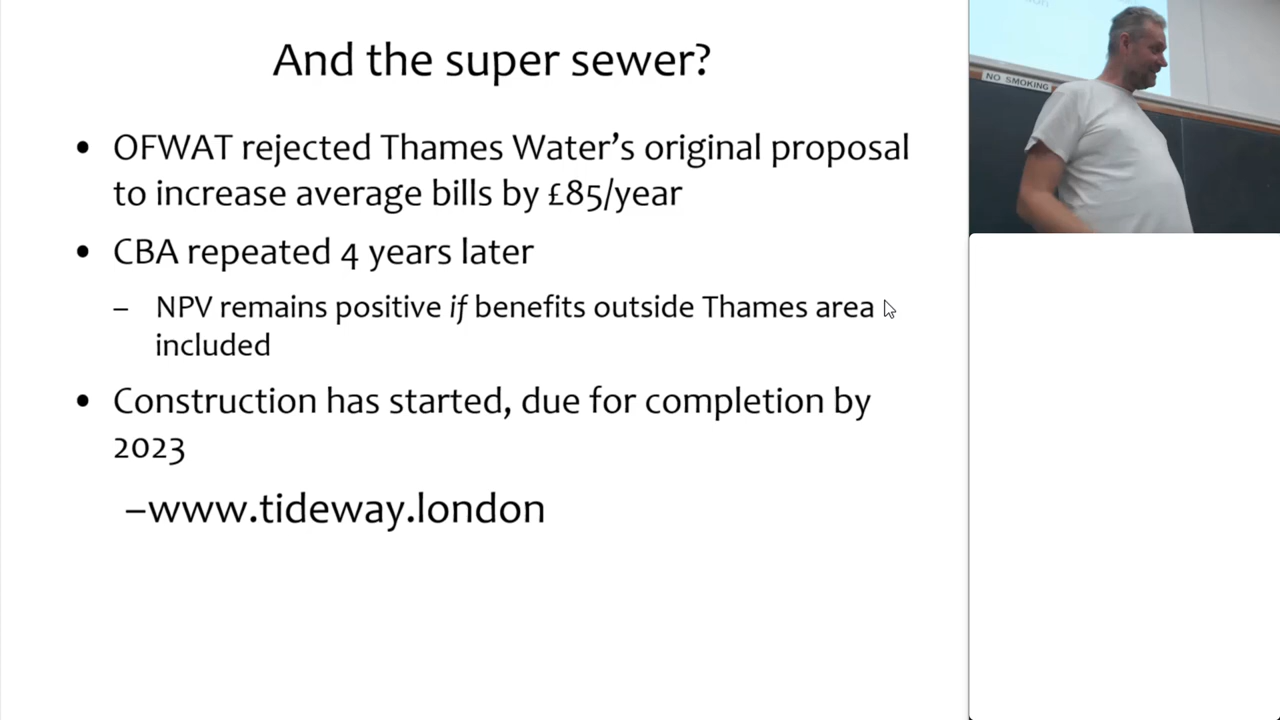 And the super sewer?
• OFWAT rejected Thames Water’s original proposal
to increase average bills by £85/year
• CBA repeated 4 years later
– NPV remains positive if benefits outside Thames area
included
• Construction has started, due for completion by
2023
–www.tideway.london
NO SMOKING